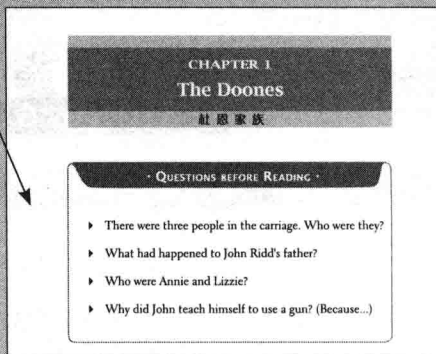 CHAPTER 1
The Doones
杜恩家族
· QUESTIONS BEFORE READING ·
▸ There were three people in the carriage. Who were they?
▸ What had happened to John Ridd's father?
▸ Who were Annie and Lizzie?
▸ Why did John teach himself to use a gun? (Because...)